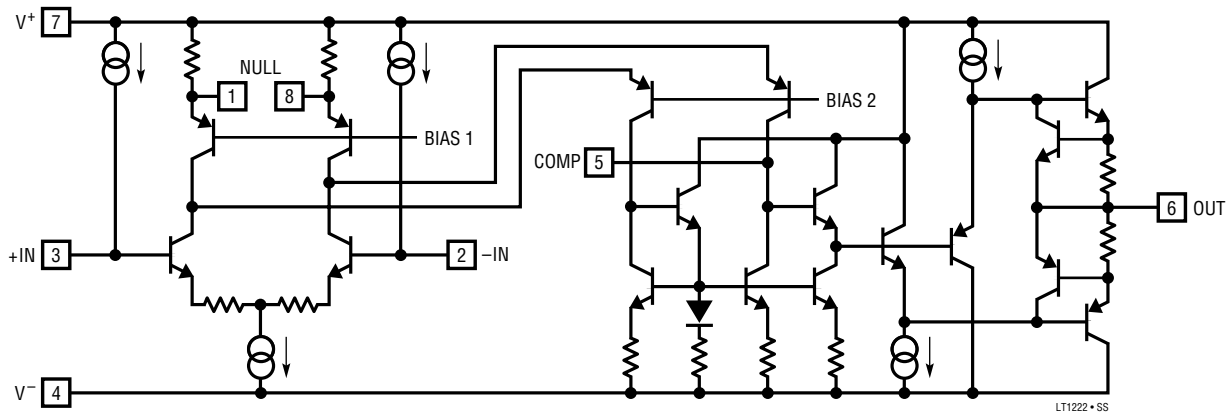 V+ 7
NULL
1 8
BIAS 1
BIAS 2
COMP 5
+IN 3
2 –IN
6 OUT
V− 4
LT1222 • SS